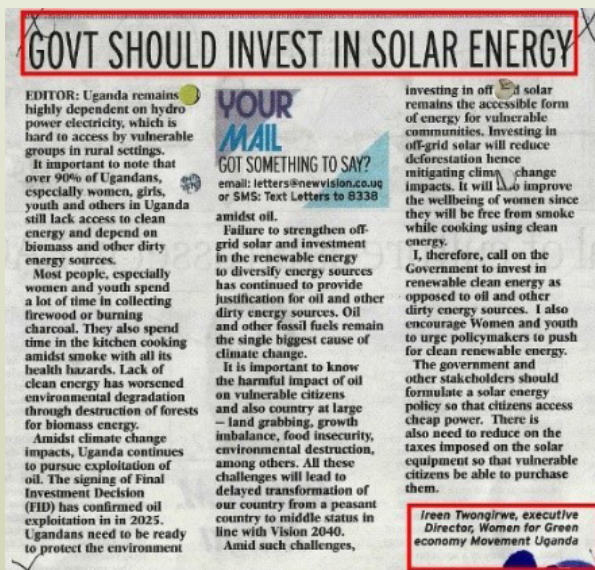 GOVT SHOULD INVEST IN SOLAR ENERGY
EDITOR: Uganda remains
highly dependent on hydro
power electricity, which is
hard to access by vulnerable
groups in rural settings.
It important to note that
over 90% of Ugandans,
especially women, girls,
youth and others in Uganda
still lack access to clean
energy and depend on
biomass and other dirty
energy sources.
Most people, especially
women and youth spend
a lot of time in collecting
firewood or burning
charcoal. They also spend
time in the kitchen cooking
amidst smoke with all its
health hazards. Lack of
clean energy has worsened
environmental degradation
through destruction of forests
for biomass energy.
Amidst climate change
impacts, Uganda continues
to pursue exploitation of
oil. The signing of Final
Investment Decision
(FID) has confirmed oil
exploitation in in 2025.
Ugandans need to be ready
to protect the environment
YOUR
MAIL
GOT SOMETHING TO SAY?
email: letters@newvision.co.ug
or SMS: Text Letters to 8338
amidst oil.
Failure to strengthen off-
grid solar and investment
in the renewable energy
to diversify energy sources
has continued to provide
justification for oil and other
dirty energy sources. Oil
and other fossil fuels remain
the single biggest cause of
climate change.
It is important to know
the harmful impact of oil
on vulnerable citizens
and also country at large
– land grabbing, growth
imbalance, food insecurity,
environmental destruction,
among others. All these
challenges will lead to
delayed transformation of
our country from a peasant
country to middle status in
line with Vision 2040.
Amid such challenges,
investing in off d solar
remains the accessible form
of energy for vulnerable
communities. Investing in
off-grid solar will reduce
deforestation hence
mitigating change
impacts. It will improve
the wellbeing of women since
they will be free from smoke
while cooking using clean
energy.
I, therefore, call on the
Government to invest in
renewable clean energy as
opposed to oil and other
dirty energy sources. I also
encourage Women and youth
to urge policymakers to push
for clean renewable energy.
The government and
other stakeholders should
formulate a solar energy
policy so that citizens access
cheap power. There is
also need to reduce on the
taxes imposed on the solar
equipment so that vulnerable
citizens be able to purchase
them.
Ireen Twongirwe, executive
Director, Women for Green
economy Movement Uganda